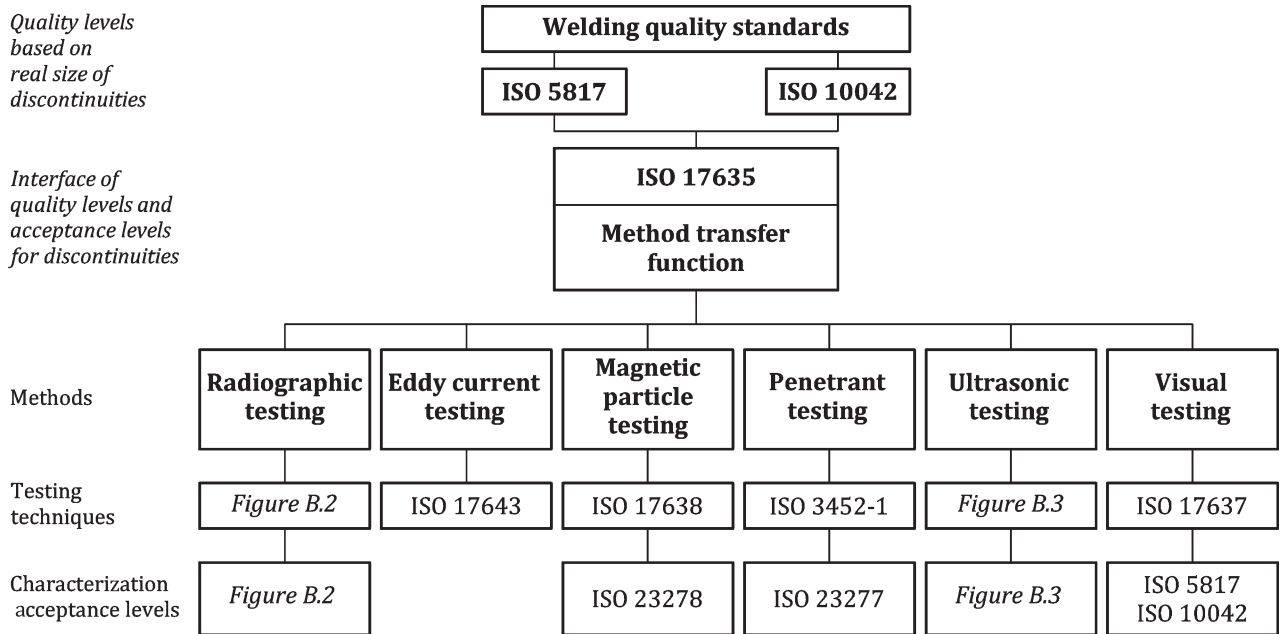 Quality levels
based on
real size of
discontinuities
Welding quality standards
ISO 5817
ISO 10042
Interface of
quality levels and
acceptance levels
for discontinuities
ISO 17635
Method transfer
function
Methods
Radiographic
testing
Eddy current
testing
Magnetic
particle
testing
Penetrant
testing
Ultrasonic
testing
Visual
testing
Testing
techniques
Figure B.2
ISO 17643
ISO 17638
ISO 3452-1
Figure B.3
ISO 17637
Characterization
acceptance levels
Figure B.2
ISO 23278
ISO 23277
Figure B.3
ISO 5817
ISO 10042